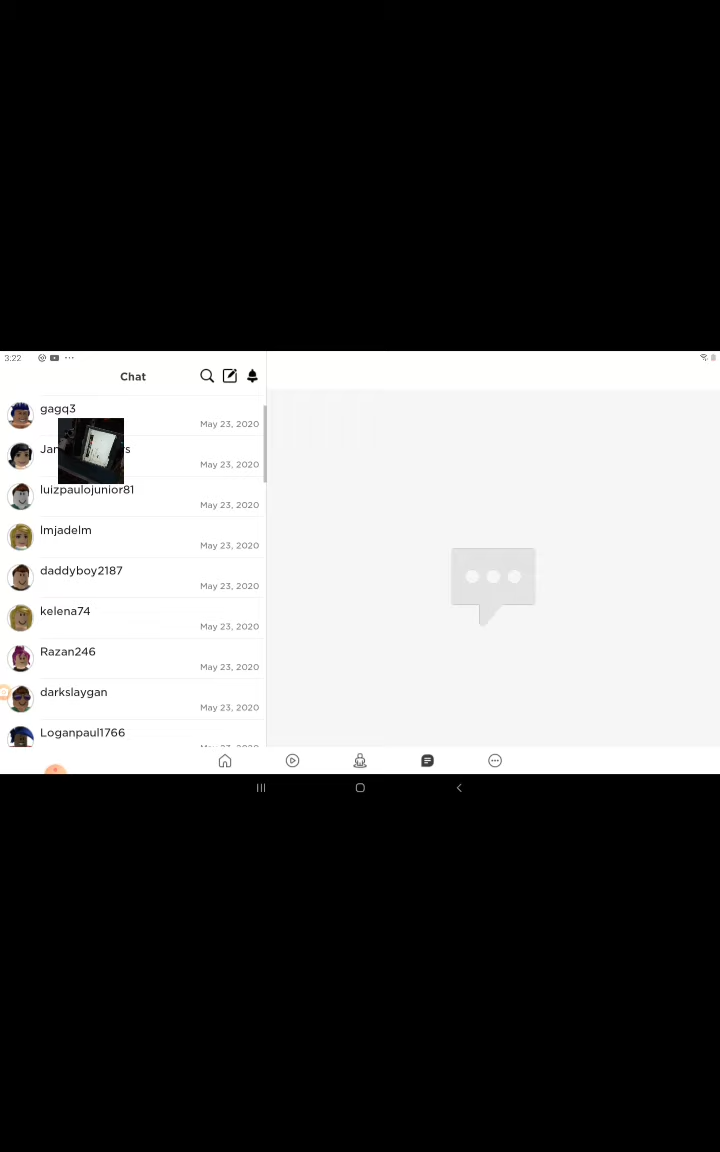 3:22
Chat
gagq3
May 23, 2020
May 23, 2020
luizpaulojunior81
May 23, 2020
lmjadelm
May 23, 2020
daddyboy2187
May 23, 2020
kelena74
May 23, 2020
Razan246
May 23, 2020
darkslaygan
May 23, 2020
Loganpaul1766